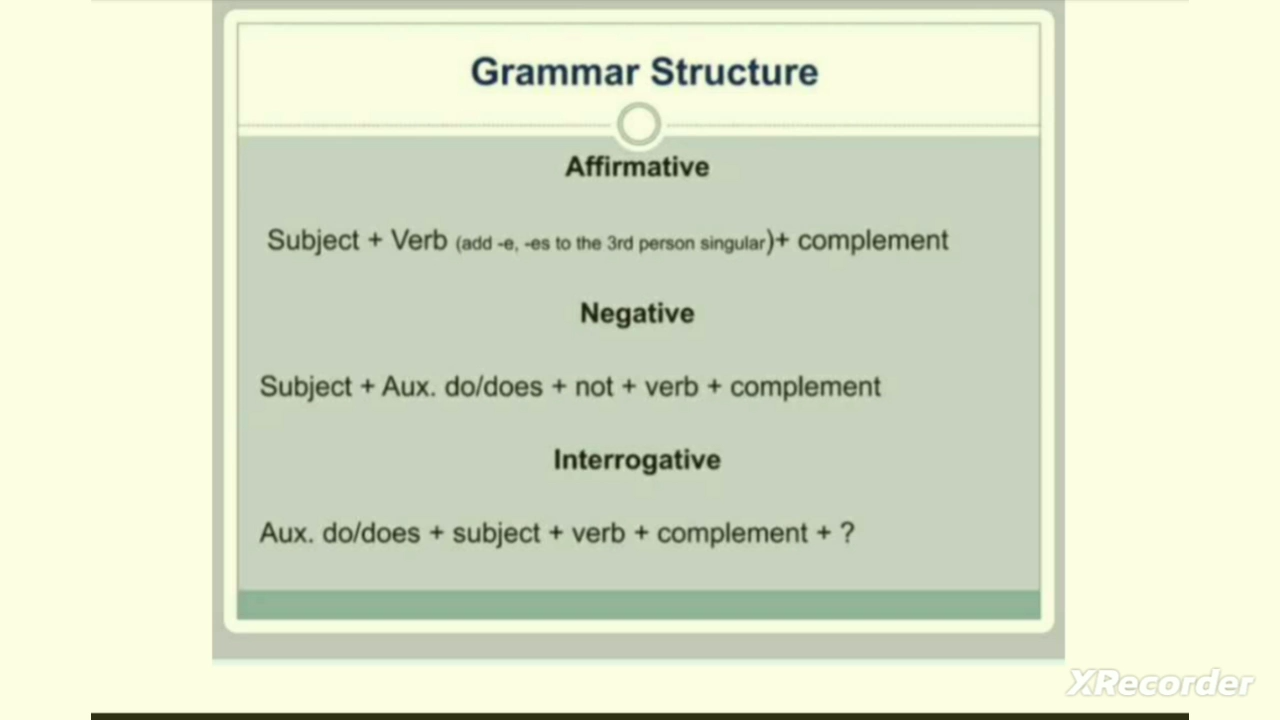 Grammar Structure
Affirmative
Subject + Verb (add -e, -es to the 3rd person singular)+ complement
Negative
Subject + Aux. do/does + not + verb + complement
Interrogative
Aux. do/does + subject + verb + complement + ?
XRecorder